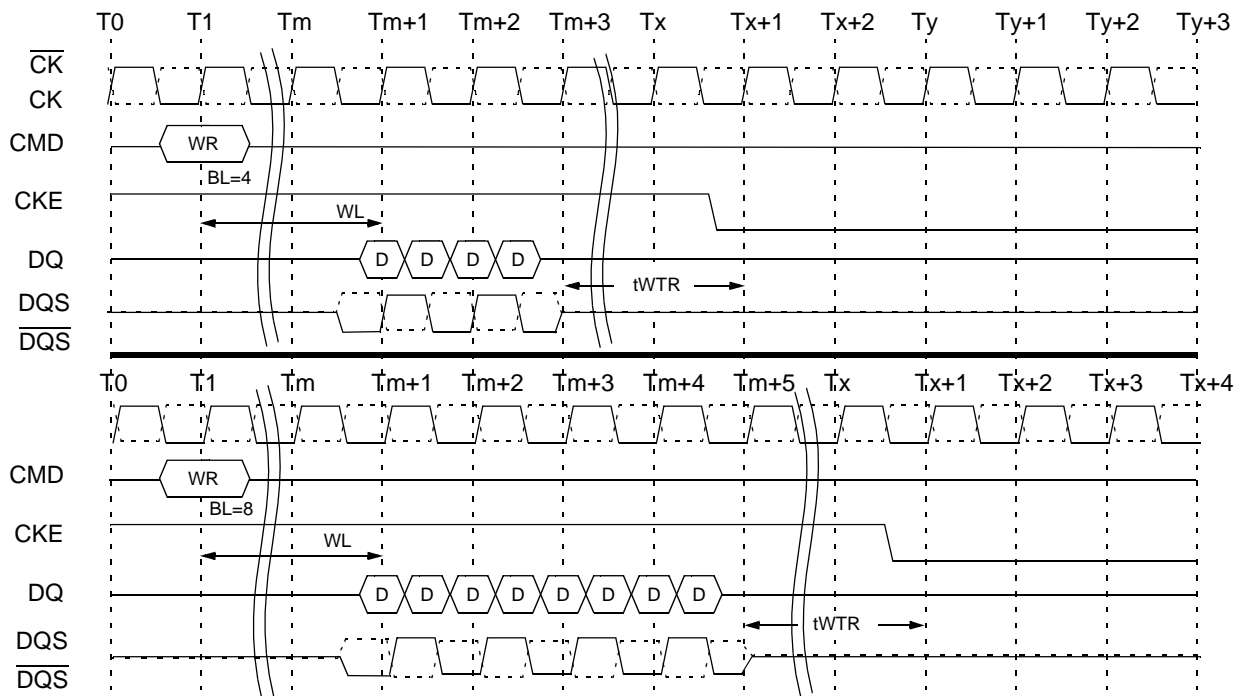 T0 T1 Tm Tm+1 Tm+2 Tm+3 Tx Tx+1 Tx+2 Ty Ty+1 Ty+2 Ty+3
CK
CK
CMD WR
BL=4
CKE
WL
DQ D D D D
tWTR
DQS
DQS
T0 T1 Tm Tm+1 Tm+2 Tm+3 Tm+4 Tm+5 Tx Tx+1 Tx+2 Tx+3 Tx+4
CMD WR
BL=8
CKE
WL
DQ D D D D D D D D
tWTR
DQS
DQS